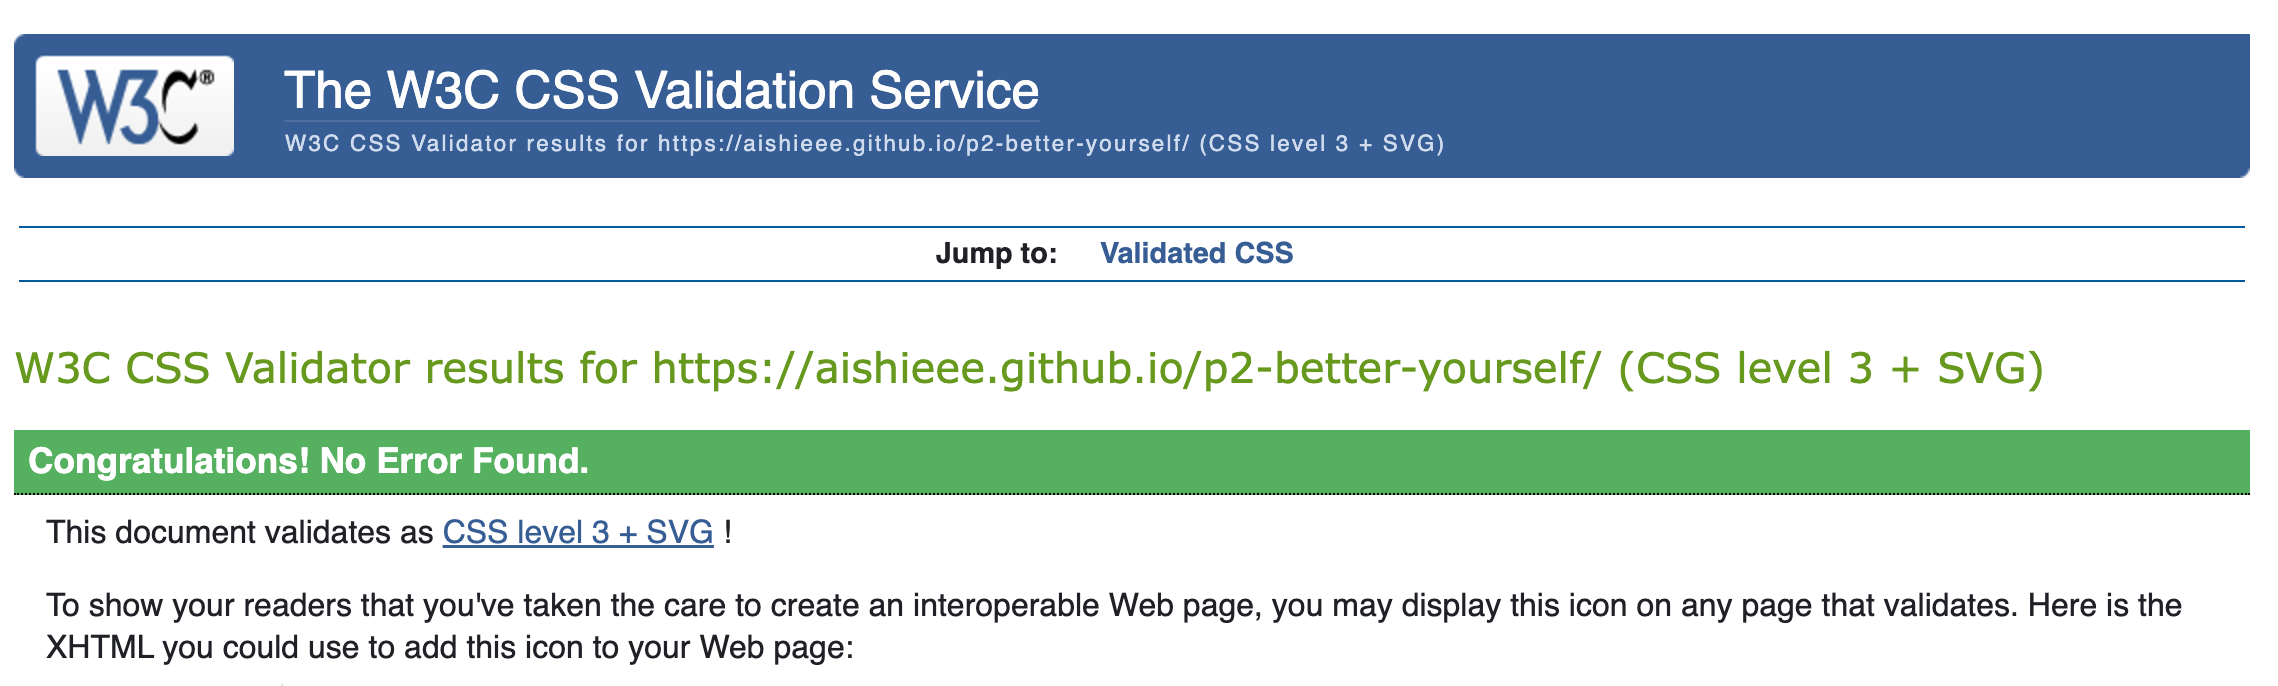 W3C®
The W3C CSS Validation Service
W3C CSS Validator results for https://aishieee.github.io/p2-better-yourself/ (CSS level 3 + SVG)
Jump to: Validated CSS
W3C CSS Validator results for https://aishieee.github.io/p2-better-yourself/ (CSS level 3 + SVG)
Congratulations! No Error Found.
This document validates as CSS level 3 + SVG !
To show your readers that you've taken the care to create an interoperable Web page, you may display this icon on any page that validates. Here is the
XHTML you could use to add this icon to your Web page: